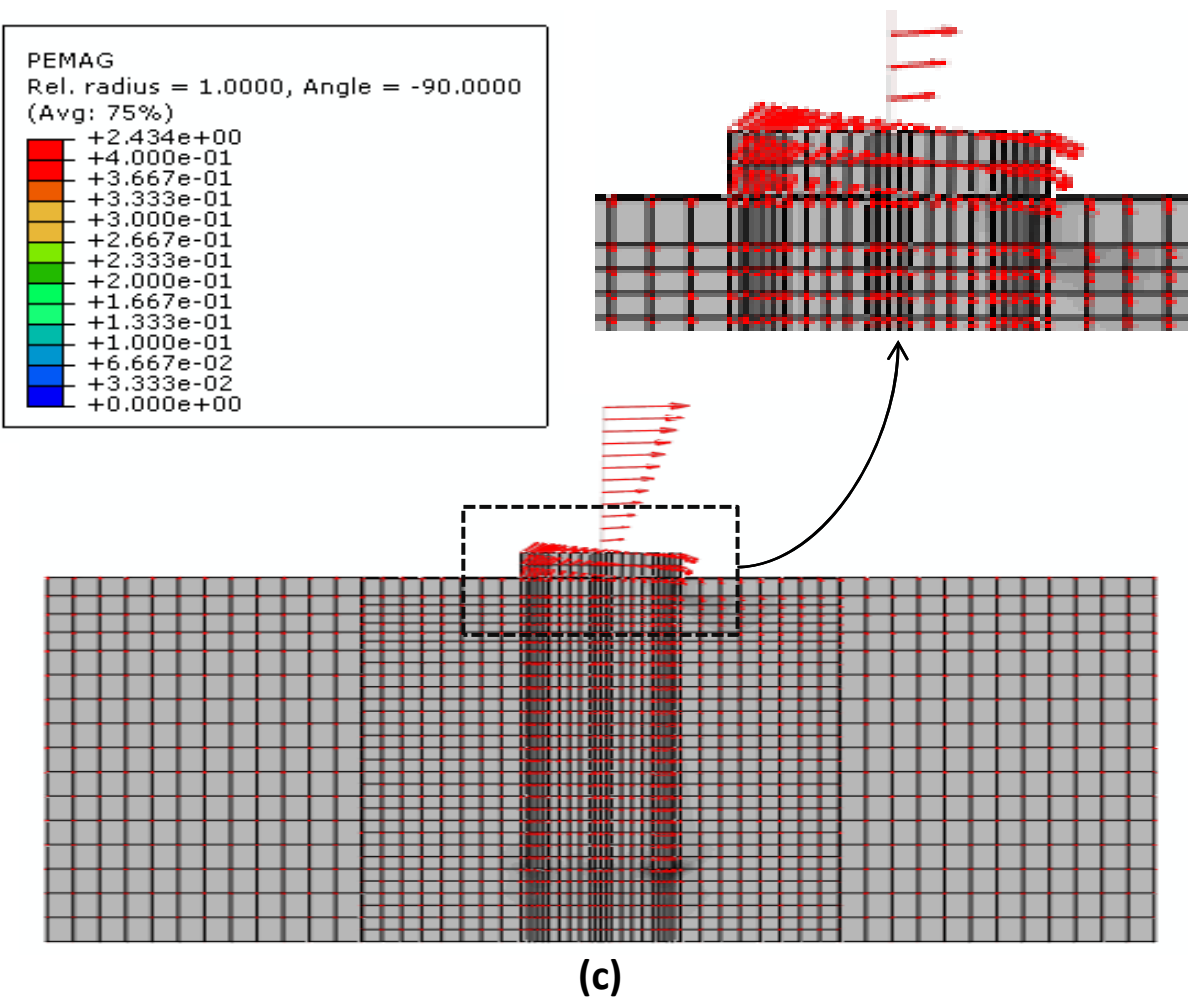 PEMAG
Rel. radius = 1.0000, Angle = -90.0000
(Avg: 75%)
+2.434e+00
+4.000e-01
+3.667e-01
+3.333e-01
+3.000e-01
+2.667e-01
+2.333e-01
+2.000e-01
+1.667e-01
+1.333e-01
+1.000e-01
+6.667e-02
+3.333e-02
+0.000e+00
(c)